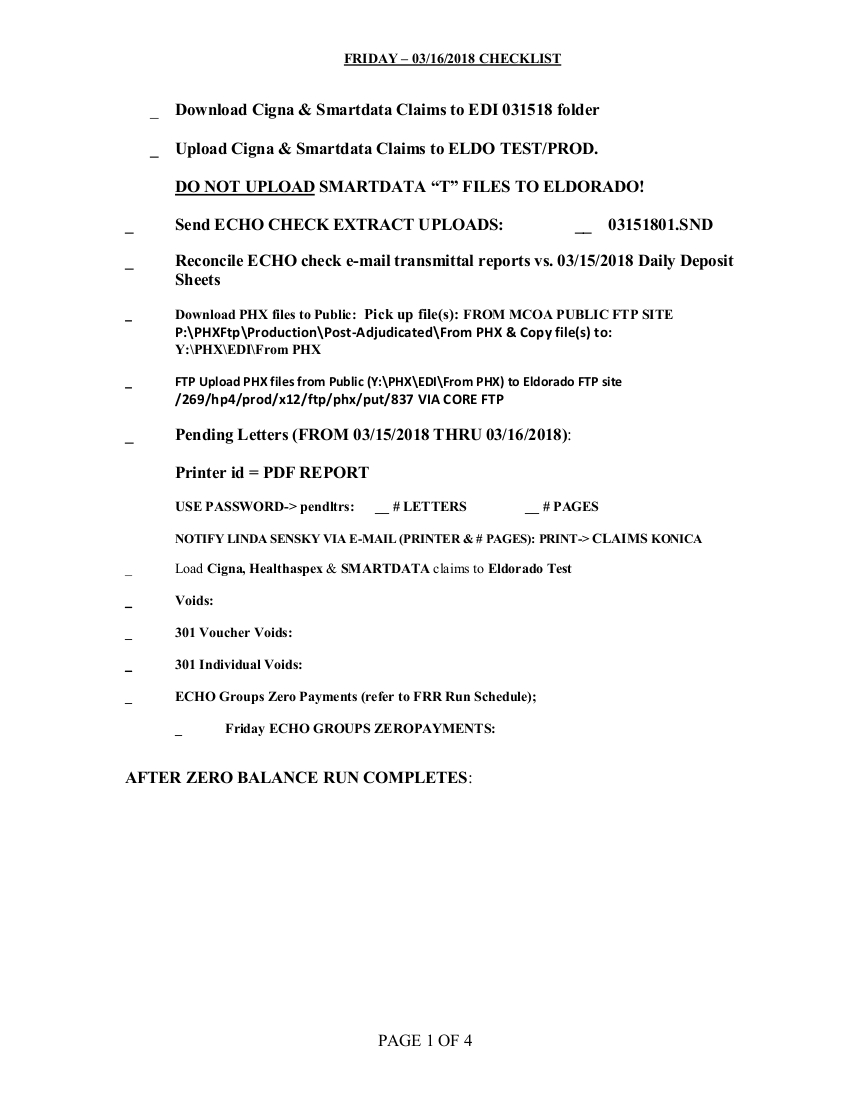 FRIDAY – 03/16/2018 CHECKLIST
_ Download Cigna & Smartdata Claims to EDI 031518 folder
_ Upload Cigna & Smartdata Claims to ELDO TEST/PROD.
DO NOT UPLOAD SMARTDATA “T” FILES TO ELDORADO!
_ Send ECHO CHECK EXTRACT UPLOADS: __ 03151801.SND
_ Reconcile ECHO check e-mail transmittal reports vs. 03/15/2018 Daily Deposit
Sheets
_ Download PHX files to Public: Pick up file(s): FROM MCOA PUBLIC FTP SITE
P:\PHXFtp\Production\Post-Adjudicated\From PHX & Copy file(s) to:
Y:\PHX\EDI\From PHX
_ FTP Upload PHX files from Public (Y:\PHX\EDI\From PHX) to Eldorado FTP site
/269/hp4/prod/x12/ftp/phx/put/837 VIA CORE FTP
_ Pending Letters (FROM 03/15/2018 THRU 03/16/2018):
Printer id = PDF REPORT
USE PASSWORD-> pendltrs: __ # LETTERS __ # PAGES
NOTIFY LINDA SENSKY VIA E-MAIL (PRINTER & # PAGES): PRINT-> CLAIMS KONICA
_ Load Cigna, Healthaspex & SMARTDATA claims to Eldorado Test
_ Voids:
_ 301 Voucher Voids:
_ 301 Individual Voids:
_ ECHO Groups Zero Payments (refer to FRR Run Schedule);
_ Friday ECHO GROUPS ZEROPAYMENTS:
AFTER ZERO BALANCE RUN COMPLETES:
PAGE 1 OF 4